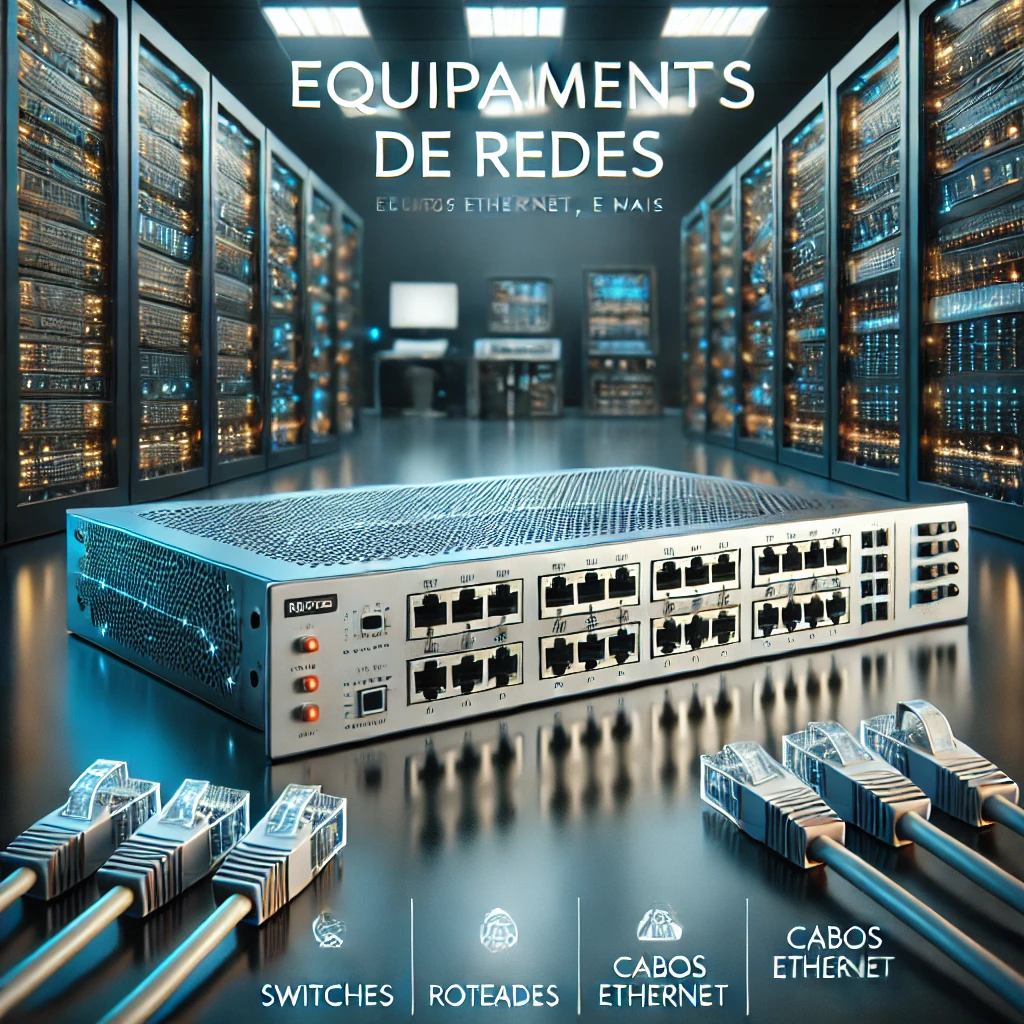 EQUIPAMENTS
DE REDES
ETHERNET, E MAIS
SWITCHES
ROTEADES
CABOS
ETHERNET
CABOS
ETHERNET